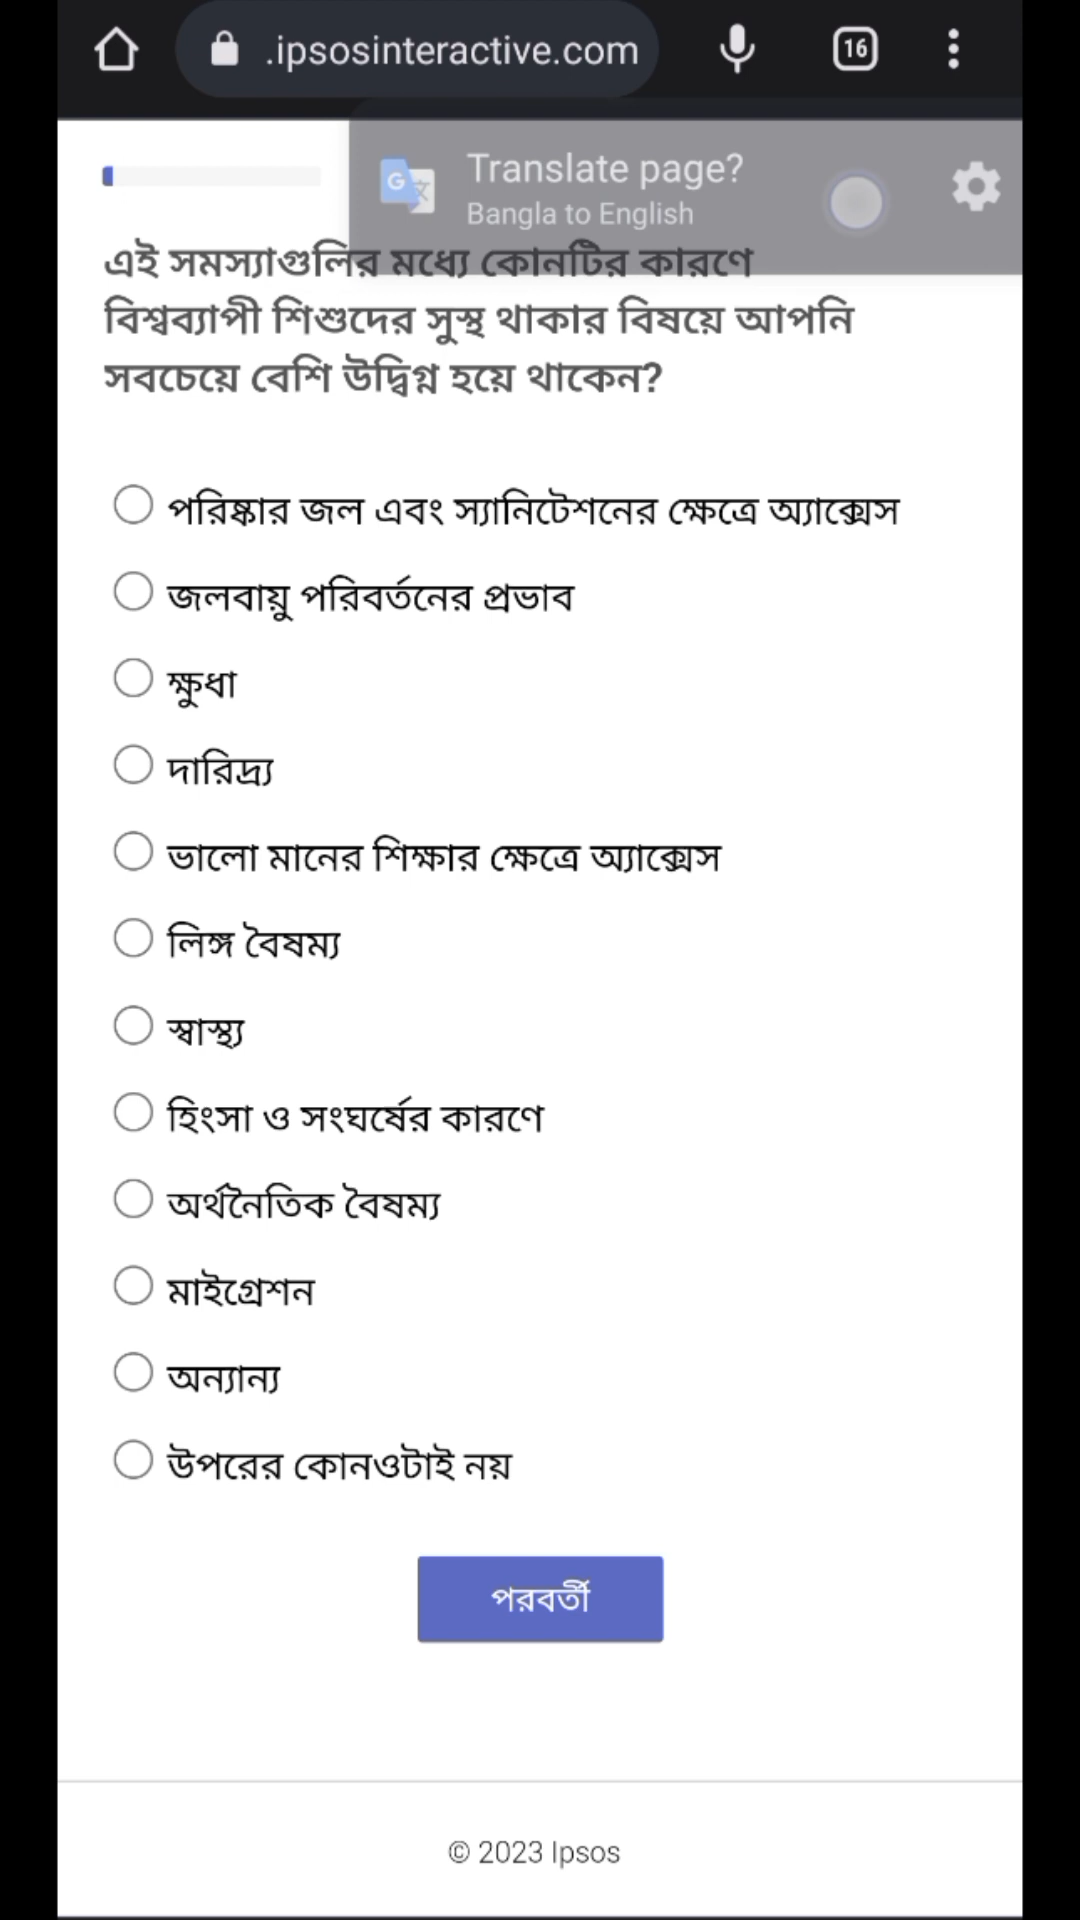 .ipsosinteractive.com
16
Translate page?
Bangla to English
এই সমস্যাগুলির মধ্যে কোনটির কারণে
বিশ্বব্যাপী শিশুদের সুস্থ থাকার বিষয়ে আপনি
সবচেয়ে বেশি উদ্বিগ্ন হয়ে থাকেন?
পরিষ্কার জল এবং স্যানিটেশনের ক্ষেত্রে অ্যাক্সেস
জলবায়ু পরিবর্তনের প্রভাব
ক্ষুধা
দারিদ্র্য
ভালো মানের শিক্ষার ক্ষেত্রে অ্যাক্সেস
লিঙ্গ বৈষম্য
স্বাস্থ্য
হিংসা ও সংঘর্ষের কারণে
অর্থনৈতিক বৈষম্য
মাইগ্রেশন
অন্যান্য
উপরের কোনওটাই নয়
পরবর্তী
© 2023 Ipsos